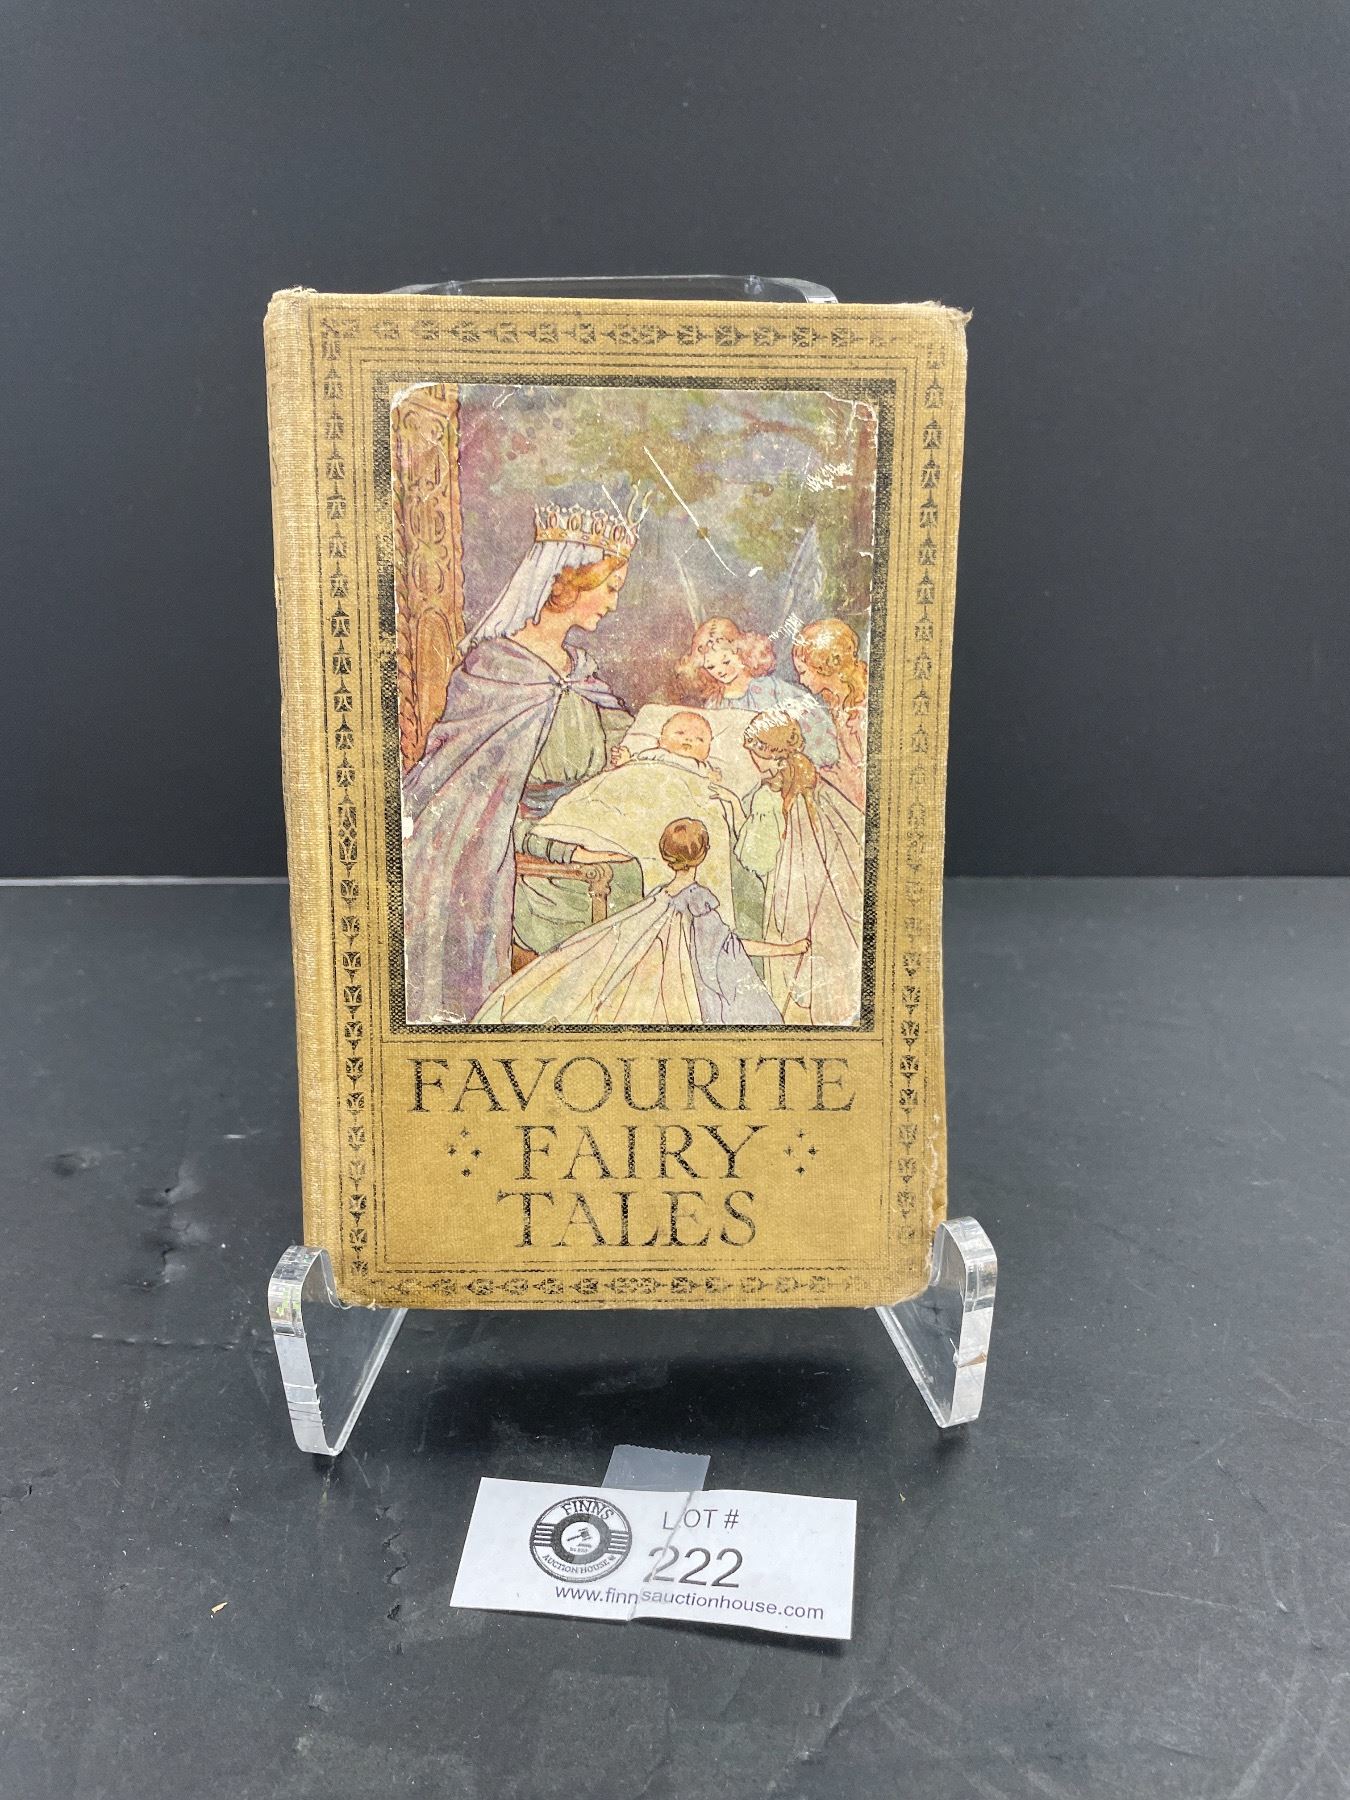 FAVOURITE
FAIRY
TALES
FINNS
AUCTION HOUSE
LOT #
222
www.finnsauctionhouse.com